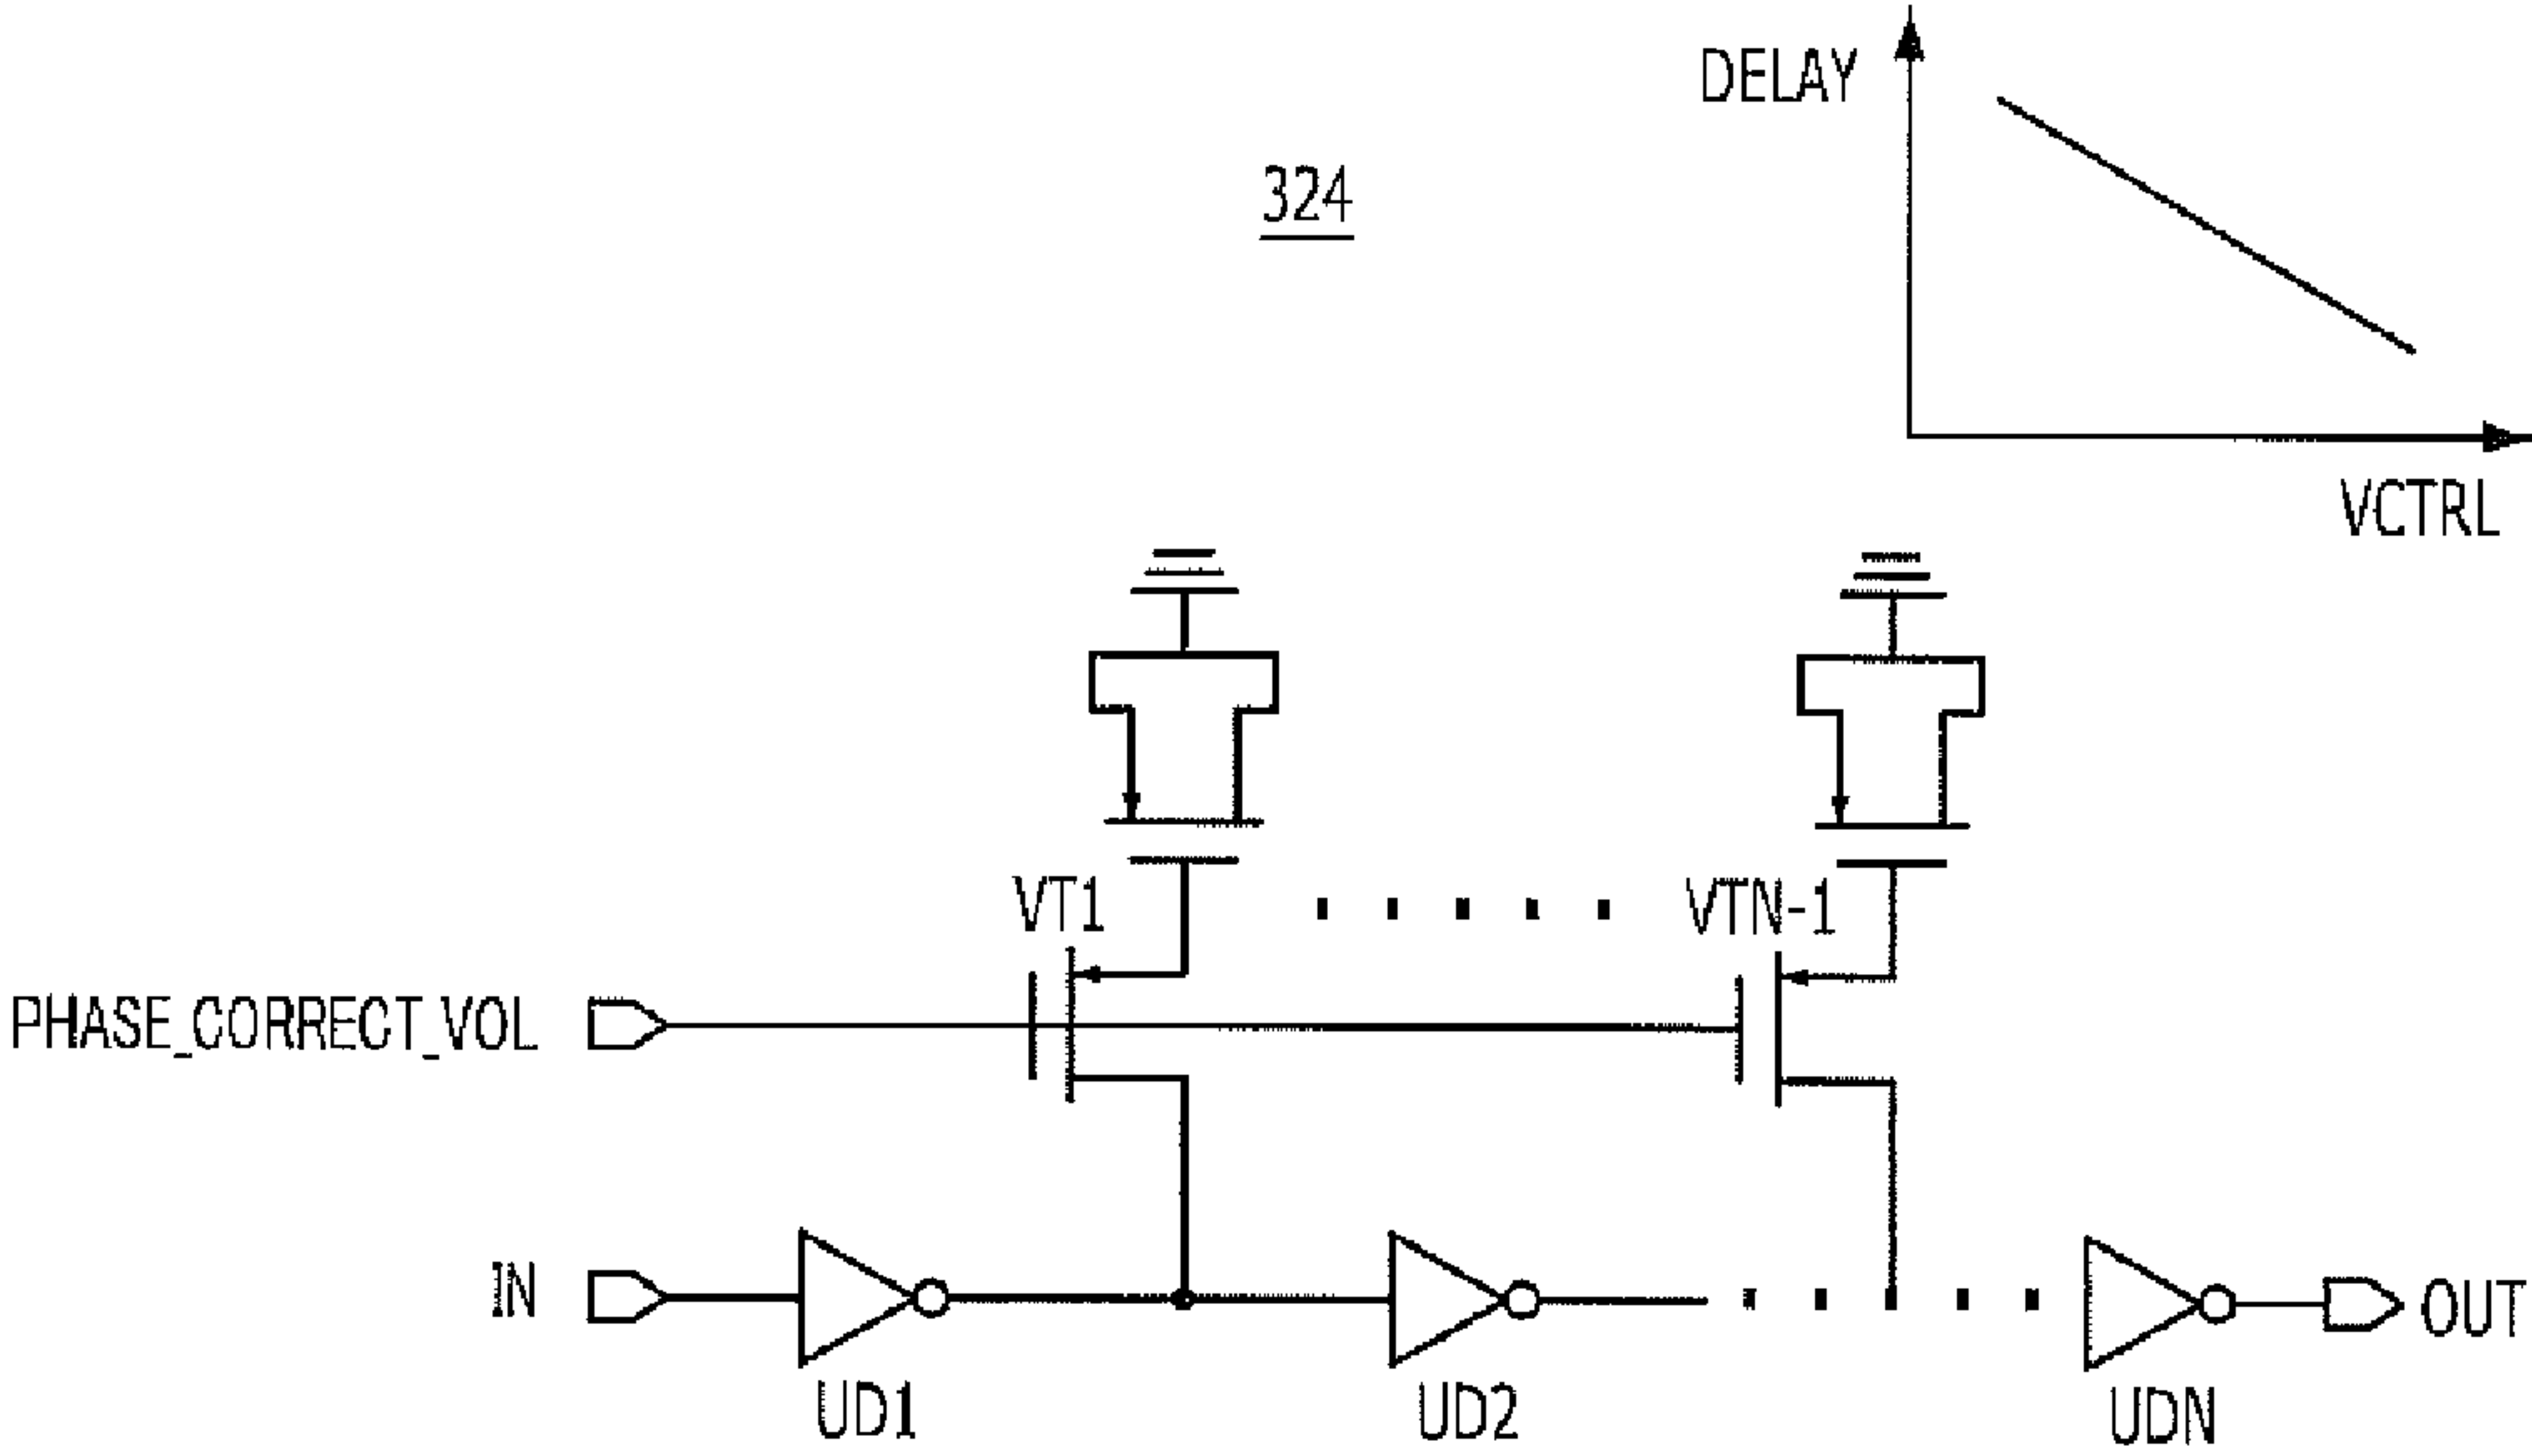 DELAY
324
VCTRL
VT1
VTN-1
PHASE_CORRECT_VOL
IN
OUT
UD1
UD2
UDN